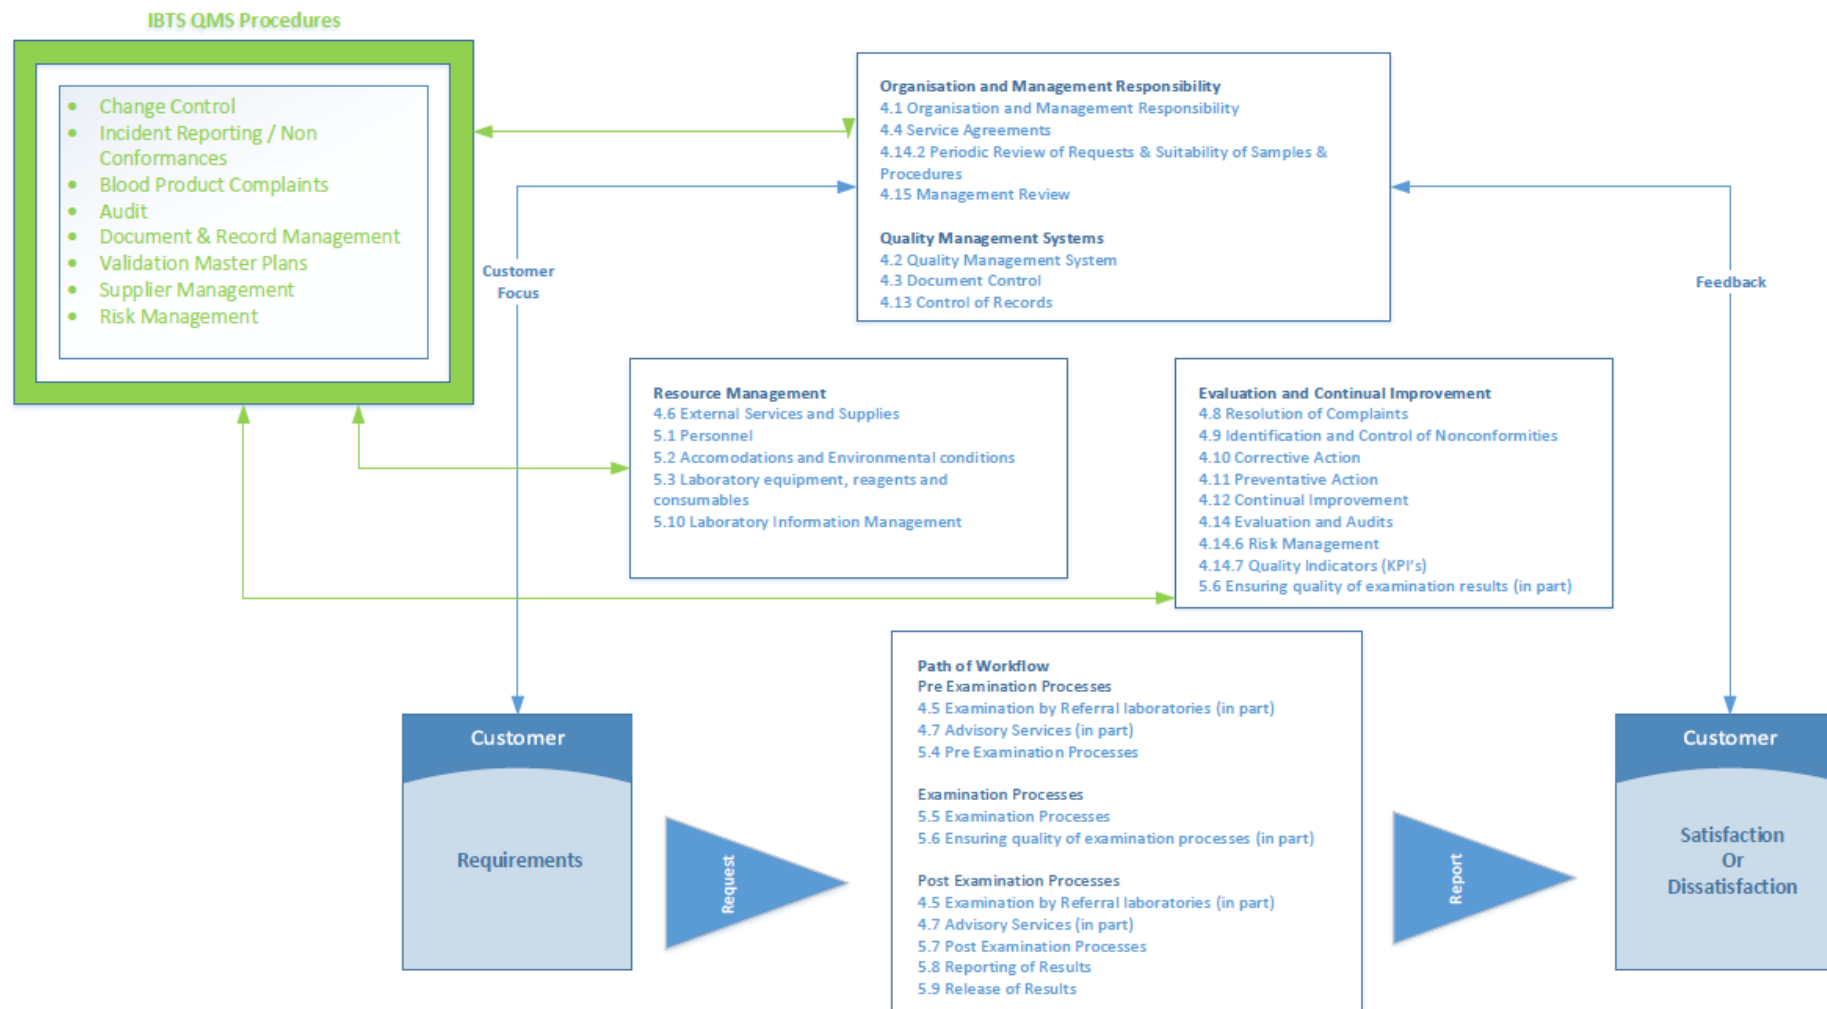 IBTS QMS Procedures
• Change Control
• Incident Reporting / Non
Conformances
• Blood Product Complaints
• Audit
• Document & Record Management
• Validation Master Plans
• Supplier Management
• Risk Management
Organisation and Management Responsibility
4.1 Organisation and Management Responsibility
4.4 Service Agreements
4.14.2 Periodic Review of Requests & Suitability of Samples &
Procedures
4.15 Management Review
Quality Management Systems
4.2 Quality Management System
4.3 Document Control
4.13 Control of Records
Customer
Focus
Feedback
Resource Management
4.6 External Services and Supplies
5.1 Personnel
5.2 Accomodations and Environmental conditions
5.3 Laboratory equipment, reagents and
consumables
5.10 Laboratory Information Management
Evaluation and Continual Improvement
4.8 Resolution of Complaints
4.9 Identification and Control of Nonconformities
4.10 Corrective Action
4.11 Preventative Action
4.12 Continual Improvement
4.14 Evaluation and Audits
4.14.6 Risk Management
4.14.7 Quality Indicators (KPI's)
5.6 Ensuring quality of examination results (in part)
Customer
Requirements
Request
Path of Workflow
Pre Examination Processes
4.5 Examination by Referral laboratories (in part)
4.7 Advisory Services (in part)
5.4 Pre Examination Processes
Examination Processes
5.5 Examination Processes
5.6 Ensuring quality of examination processes (in part)
Post Examination Processes
4.5 Examination by Referral laboratories (in part)
4.7 Advisory Services (in part)
5.7 Post Examination Processes
5.8 Reporting of Results
5.9 Release of Results
Report
Customer
Satisfaction
Or
Dissatisfaction